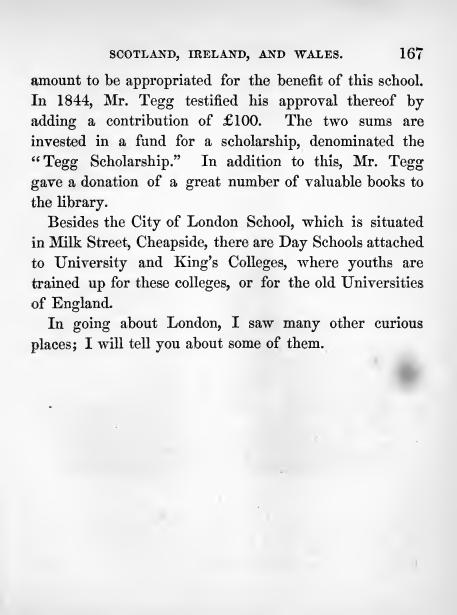 SCOTLAND, IRELAND, AND WALES. 167
amount to be appropriated for the benefit of this school.
In 1844, Mr. Tegg testified his approval thereof by
adding a contribution of £100. The two sums are
invested in a fund for a scholarship, denominated the
“Tegg Scholarship.” In addition to this, Mr. Tegg
gave a donation of a great number of valuable books to
the library.
Besides the City of London School, which is situated
in Milk Street, Cheapside, there are Day Schools attached
to University and King's Colleges, where youths are
trained up for these colleges, or for the old Universities
of England.
In going about London, I saw many other curious
places; I will tell you about some of them.